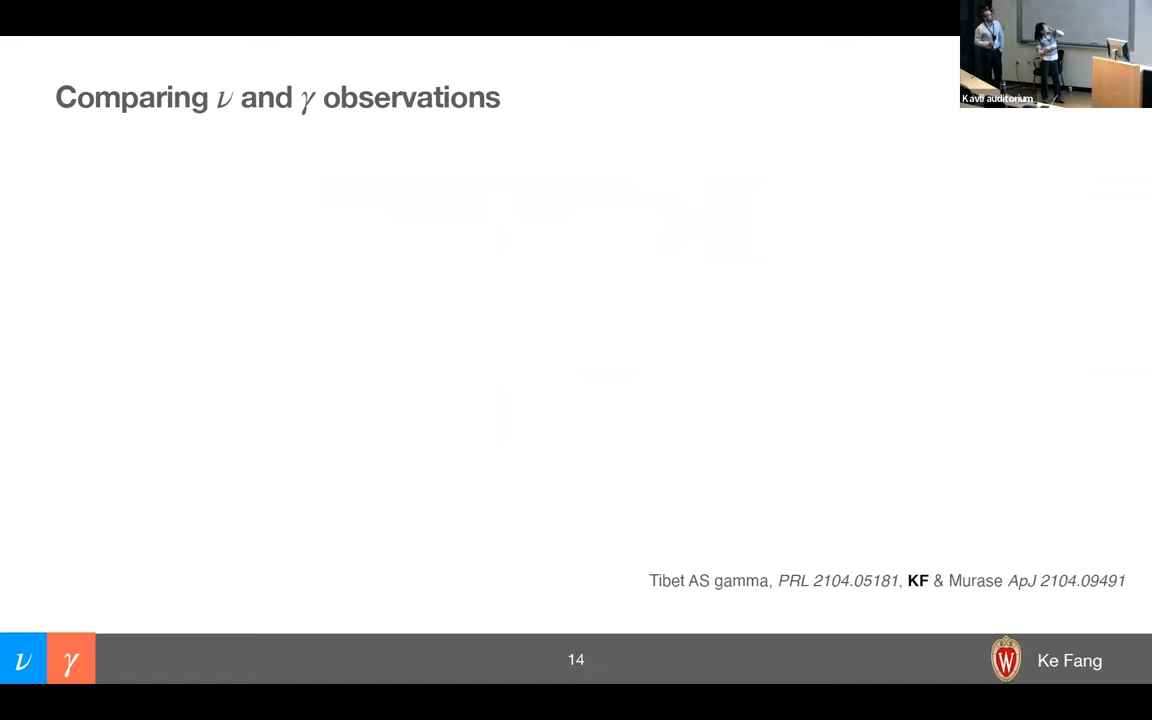 Kavli auditorium
Comparing ν and γ observations
Tibet AS gamma, PRL 2104.05181, KF & Murase ApJ 2104.09491
ν γ
14
W
Ke Fang